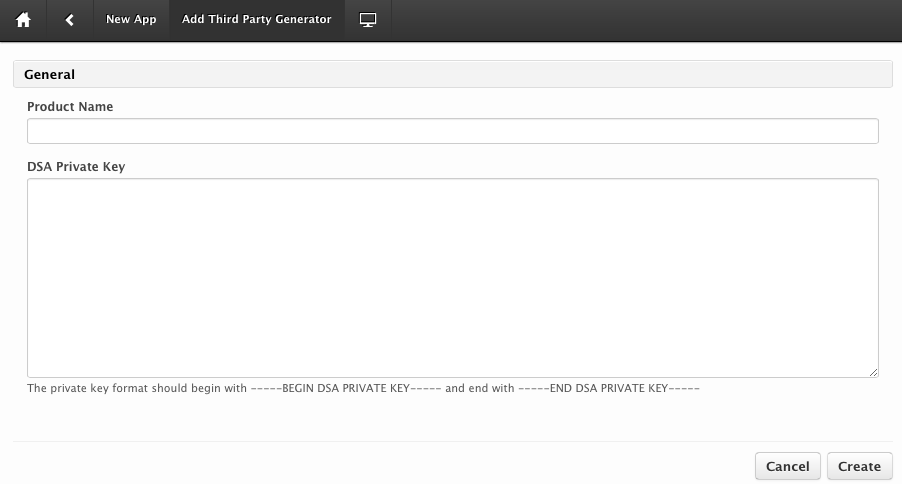 New App Add Third Party Generator
General
Product Name
DSA Private Key
The private key format should begin with -----BEGIN DSA PRIVATE KEY----- and end with -----END DSA PRIVATE KEY-----
Cancel Create